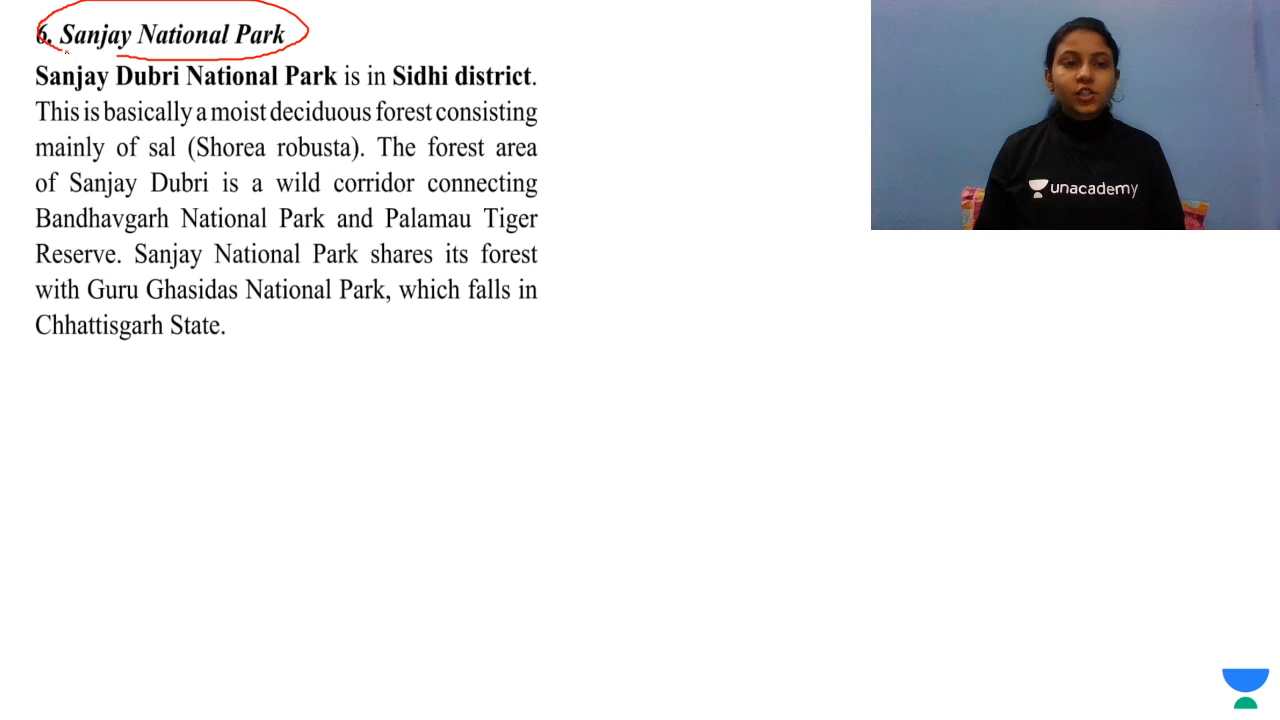 6. Sanjay National Park
Sanjay Dubri National Park is in Sidhi district.
This is basically a moist deciduous forest consisting
mainly of sal (Shorea robusta). The forest area
of Sanjay Dubri is a wild corridor connecting
Bandhavgarh National Park and Palamau Tiger
Reserve. Sanjay National Park shares its forest
with Guru Ghasidas National Park, which falls in
Chhattisgarh State.
unacademy